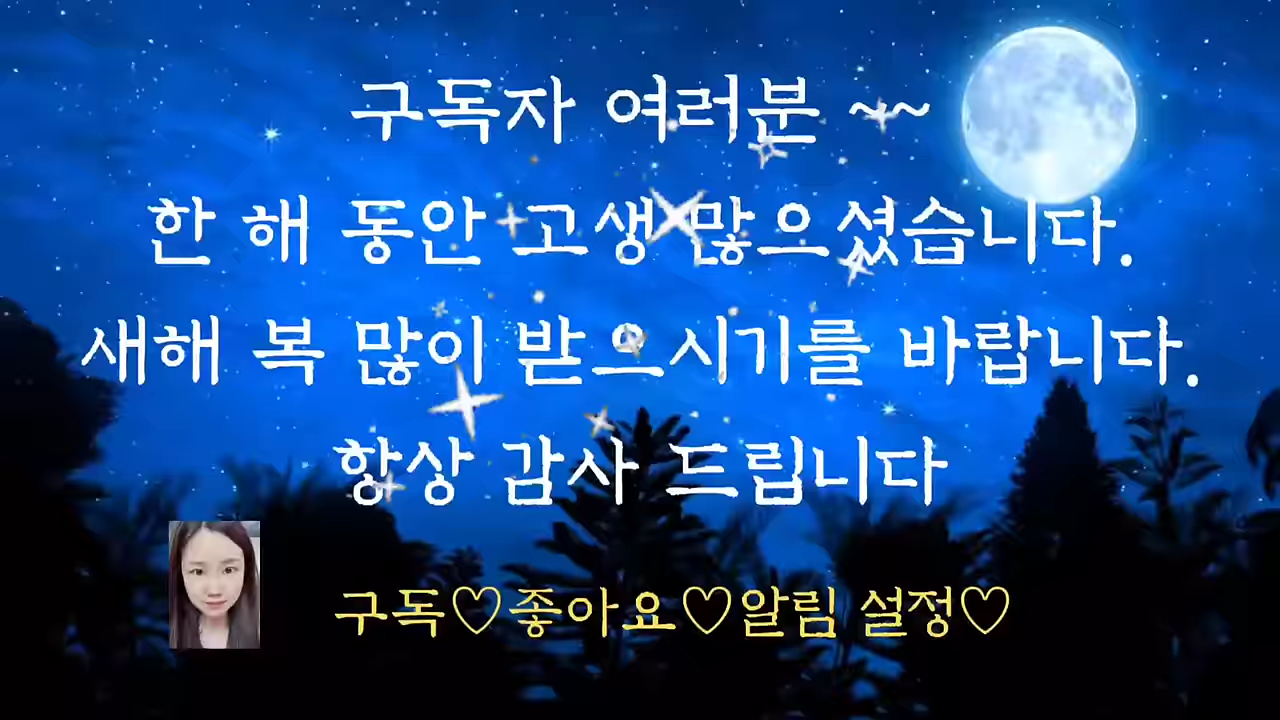 구독자 여러분 ~~
한 해 동안 고생 많으셨습니다.
새해 복 많이 받으시기를 바랍니다.
항상 감사 드립니다
구독♡좋아요♡알림 설정♡